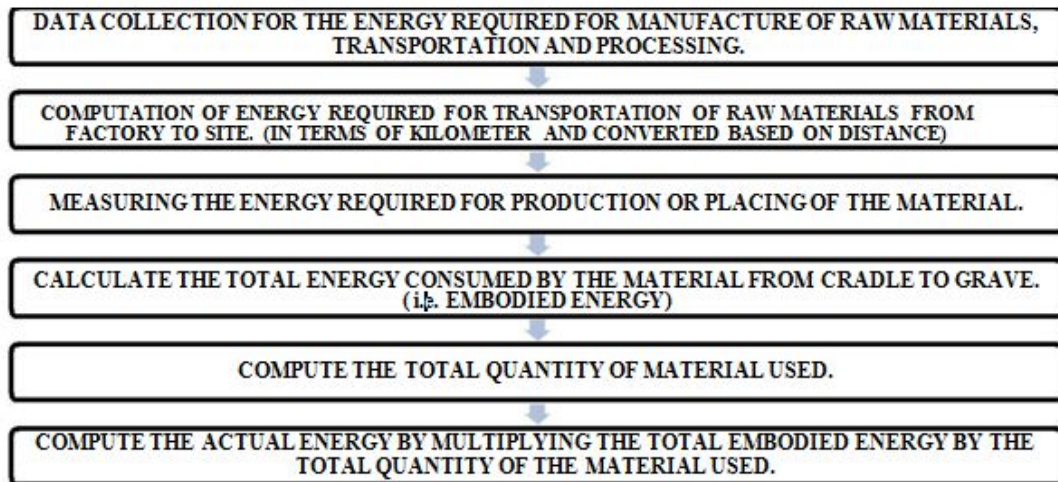 DATA COLLECTION FOR THE ENERGY REQUIRED FOR MANUFACTURE OF RAW MATERIALS,
TRANSPORTATION AND PROCESSING.
COMPUTATION OF ENERGY REQUIRED FOR TRANSPORTATION OF RAW MATERIALS FROM
FACTORY TO SITE. (IN TERMS OF KILOMETER AND CONVERTED BASED ON DISTANCE)
MEASURING THE ENERGY REQUIRED FOR PRODUCTION OR PLACING OF THE MATERIAL.
CALCULATE THE TOTAL ENERGY CONSUMED BY THE MATERIAL FROM CRADLE TO GRAVE.
( i.e. EMBODIED ENERGY)
COMPUTE THE TOTAL QUANTITY OF MATERIAL USED.
COMPUTE THE ACTUAL ENERGY BY MULTIPLYING THE TOTAL EMBODIED ENERGY BY THE
TOTAL QUANTITY OF THE MATERIAL USED.